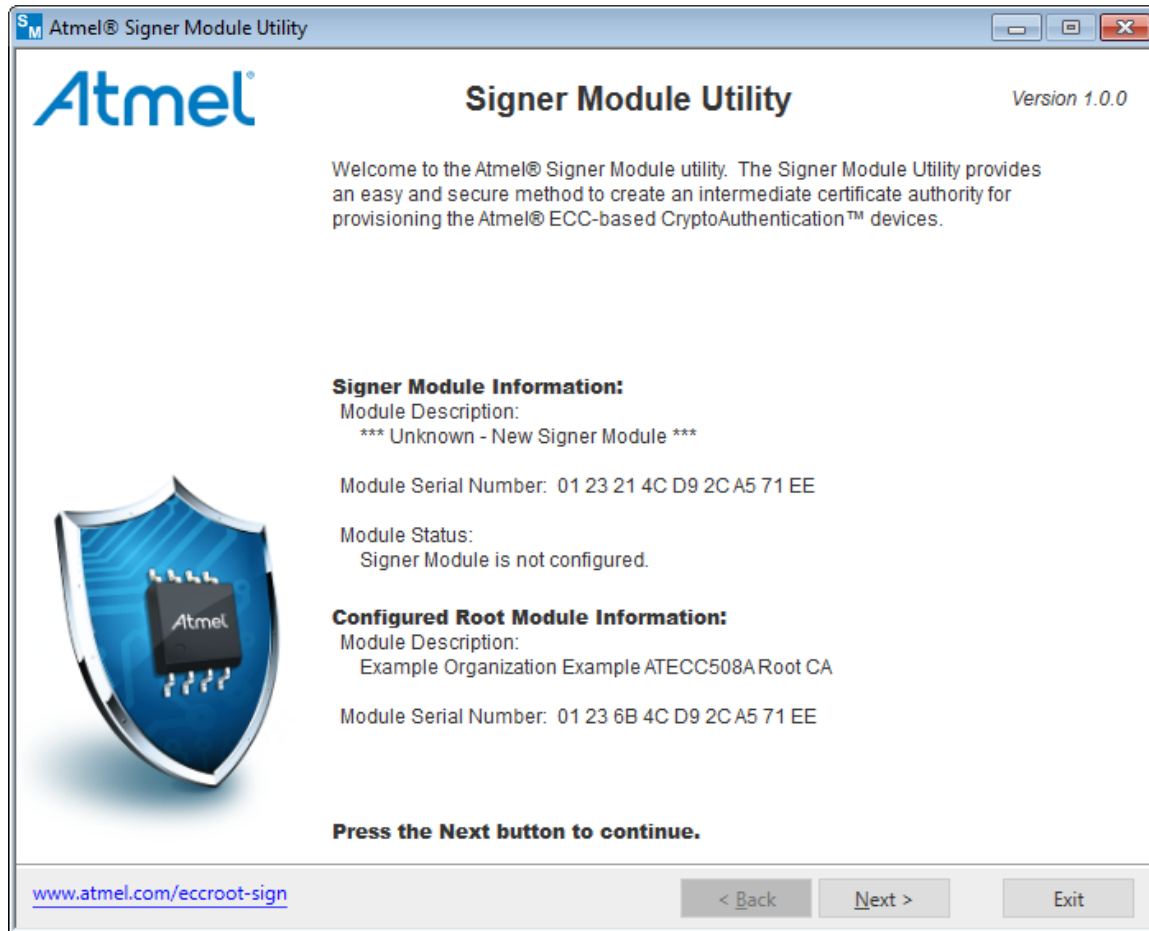 SM Atmel® Signer Module Utility
Atmel®
Signer Module Utility
Version 1.0.0
Welcome to the Atmel® Signer Module utility. The Signer Module Utility provides
an easy and secure method to create an intermediate certificate authority for
provisioning the Atmel® ECC-based CryptoAuthentication™ devices.
Signer Module Information:
Module Description:
*** Unknown - New Signer Module ***
Module Serial Number: 01 23 21 4C D9 2C A5 71 EE
Module Status:
Signer Module is not configured.
Atmel
Configured Root Module Information:
Module Description:
Example Organization Example ATECC508A Root CA
Module Serial Number: 01 23 6B 4C D9 2C A5 71 EE
Press the Next button to continue.
www.atmel.com/eccroot-sign
< Back
Next >
Exit